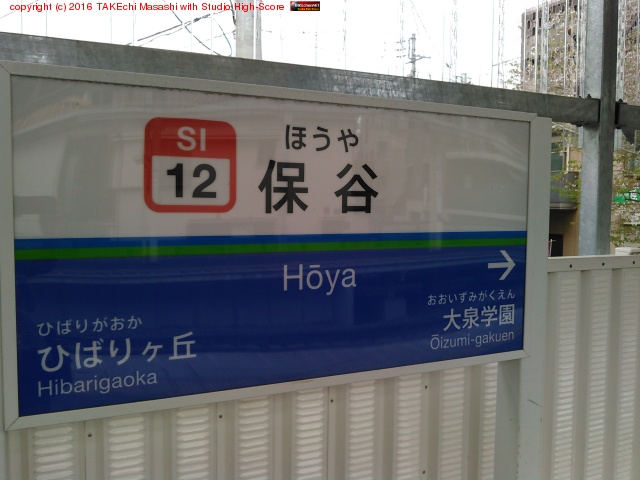 copyright (c) 2016 TAKEchi Masashi with Studio High-Score
SI
12
ほうや
保谷
Hōya
→
ひばりがおか
ひばりヶ丘
Hibarigaoka
おおいずみがくえん
大泉学園
Ōizumi-gakuen